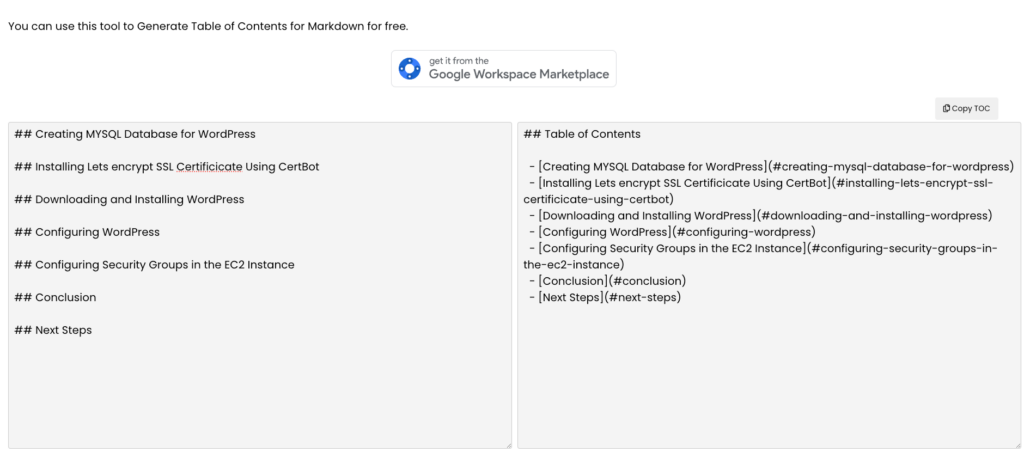 You can use this tool to Generate Table of Contents for Markdown for free.
get it from the
Google Workspace Marketplace
Copy TOC
## Creating MYSQL Database for WordPress
## Installing Lets encrypt SSL Certificicate Using CertBot
## Downloading and Installing WordPress
## Configuring WordPress
## Configuring Security Groups in the EC2 Instance
## Conclusion
## Next Steps
## Table of Contents
- [Creating MYSQL Database for WordPress](#creating-mysql-database-for-wordpress)
- [Installing Lets encrypt SSL Certificicate Using CertBot](#installing-lets-encrypt-ssl-
certificicate-using-certbot)
- [Downloading and Installing WordPress](#downloading-and-installing-wordpress)
- [Configuring WordPress](#configuring-wordpress)
- [Configuring Security Groups in the EC2 Instance](#configuring-security-groups-in-
the-ec2-instance)
- [Conclusion](#conclusion)
- [Next Steps](#next-steps)